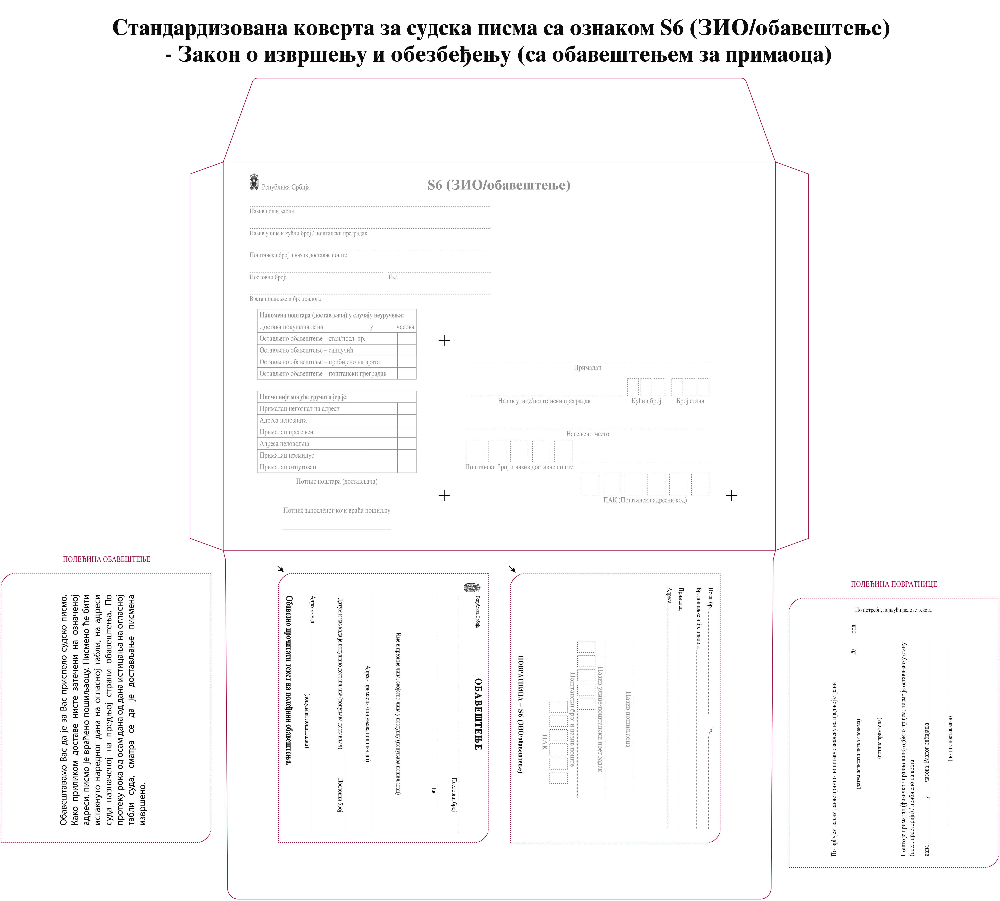 Стандардизована коверта за судска писма са ознаком S6 (ЗИО/обавештење)
- Закон о извршењу и обезбеђењу (са обавештењем за примаоца)
Република Србија
S6 (ЗИО/обавештење)
Назив пошиљаоца
Назив улице и кућни број / поштански преградак
Поштански број и назив доставне поште
Пословни број:
Ев.:
Врста пошиљке и бр. прилога
Напомена поштара (достављача) у случају неуручења:
Достава покушана дана _____________ у ______ часова
Остављено обавештење – стан/посл. пр.
Остављено обавештење – сандучић
Остављено обавештење – прибијено на врата
Остављено обавештење – поштански преградак
Писмо није могуће уручити јер је:
Прималац непознат на адреси
Адреса непозната
Прималац пресељен
Адреса недовољна
Прималац преминуо
Прималац отпутовао
Потпис поштара (достављача)
Потпис запосленог који враћа пошиљку
Прималац
Назив улице/поштански преградак
Кућни број
Број стана
Насељено место
Поштански број и назив доставне поште
ПАК (Поштански адресни код)
ПОЛЕЂИНА ОБАВЕШТЕЊЕ
Обавештавамо Вас да је за Вас приспело судско писмо.
Како приликом доставе нисте затечени на означеној
адреси, писмо је враћено пошиљаоцу. Писмено ће бити
истакнуто наредног дана на огласној табли, на адреси
суда назначеној на предњој страни обавештења. По
протеку рока од осам дана од дана истицања на огласној
табли суда, сматра се да је достављање писмена
извршено.
Република Србија
ОБАВЕШТЕЊЕ
Пословни број
Ев.
Име и презиме лица, својство лица у поступку (попуњава пошиљалац)
Адреса примаоца (попуњава пошиљалац)
Датум и час када је покушано достављање (попуњава достављач)
Пословни број
Адреса суда
(попуњава пошиљалац)
Обавезно прочитати текст на полеђини обавештења.
Посл. бр.
Ев.
Вр. пошиљке и бр. прилога
Прималац
Адреса
Назив пошиљаоца
Назив улице/поштански преградак
Поштански број и назив поште
ПАК
ПОВРАТНИЦА – S6 (ЗИО/обавештење)
ПОЛЕЂИНА ПОВРАТНИЦЕ
По потреби, подвући делове текста
Потврђујем да сам данас примио пошиљку означену на предњој страни
20 ____ год.
(датум исписати читко словима)
(потпис примаоца)
Пошто је прималац (физичко / правно лице) одбило пријем, писмо је остављено у стану
(посл. просторији) / прибијено на врата
дана ________ у ____ часова. Разлог одбијања:
(потпис достављача)